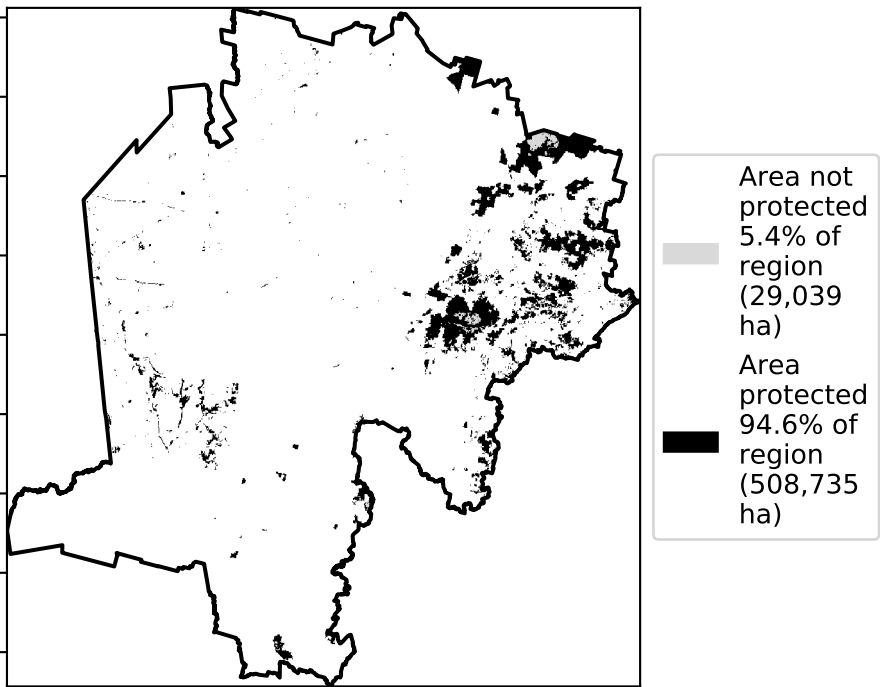 Area not
protected
5.4% of
region
(29,039
ha)
Area
protected
94.6% of
region
(508,735
ha)